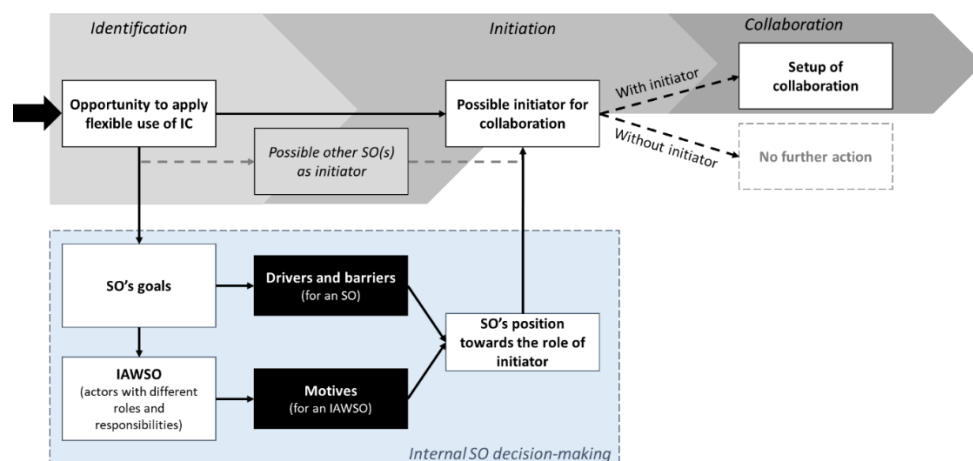 Identification
Initiation
Collaboration
Opportunity to apply
flexible use of IC
Possible initiator for
collaboration
With initiator
Without initiator
Setup of
collaboration
No further action
Possible other SO(s)
as initiator
SO's goals
Drivers and barriers
(for an SO)
SO's position
towards the role of
initiator
IAWSO
(actors with different
roles and
responsibilities)
Motives
(for an IAWSO)
Internal SO decision-making